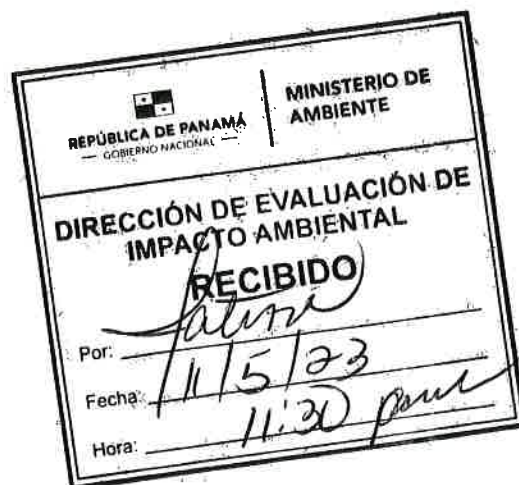 REPÚBLICA DE PANAMÁ
— GOBIERNO NACIONAL —
MINISTERIO DE
AMBIENTE
DIRECCIÓN DE EVALUACIÓN DE
IMPACTO AMBIENTAL
RECIBIDO
Por:
Fecha: 11/5/23
Hora: 11:30